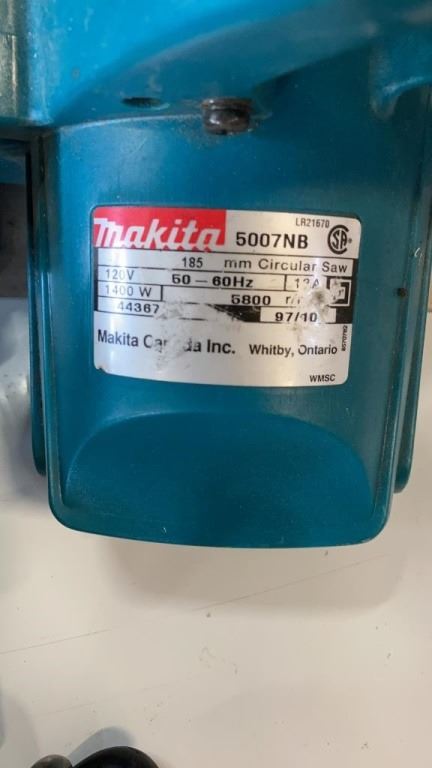 LR21670
makita 5007NB
185 mm Circular Saw
120V 50-60Hz
1400 W 5800
44367 97/10
Makita Inc. Whitby, Ontario
WMSC